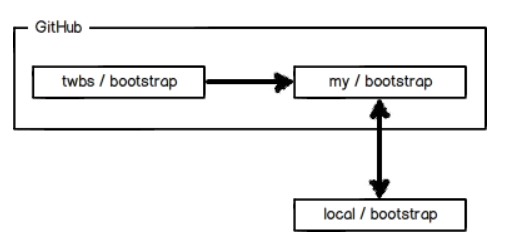 GitHub
twbs / bootstrap
my / bootstrap
local / bootstrap